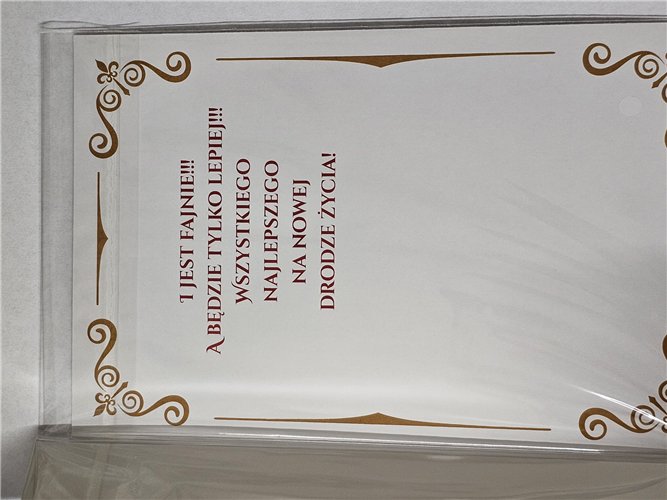 I JEST FAJNIE!!!
A BĘDZIE TYLKO LEPIEJ!!!
WSZYSTKIEGO
NAJLEPSZEGO
NA NOWEJ
DRODZE ŻYCIA!